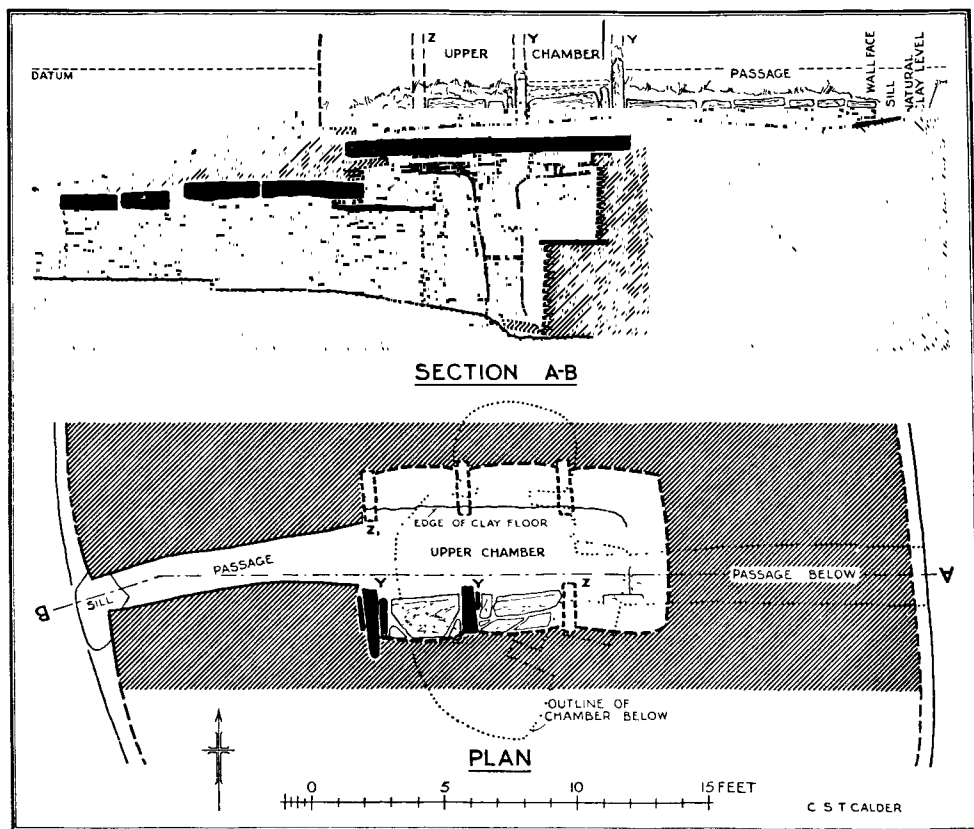 Z UPPER Y CHAMBER Y
DATUM
PASSAGE
WALL FACE
SILL
NATURAL
CLAY LEVEL
SECTION A-B
Z₁
EDGE OF CLAY FLOOR
UPPER CHAMBER
PASSAGE
Y Y Z
PASSAGE BELOW
A
B
SILL
OUTLINE OF
CHAMBER BELOW
PLAN
0 5 10 15 FEET
C S T CALDER